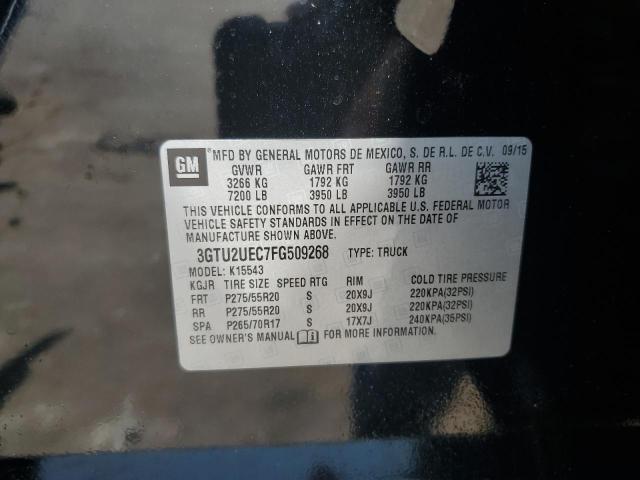 GM
MFD BY GENERAL MOTORS DE MEXICO, S. DE R.L. DE C.V. 09/15
GVWR GAWR FRT GAWR RR
3266 KG 1792 KG 1792 KG
7200 LB 3950 LB 3950 LB
THIS VEHICLE CONFORMS TO ALL APPLICABLE U.S. FEDERAL MOTOR
VEHICLE SAFETY STANDARDS IN EFFECT ON THE DATE OF
MANUFACTURE SHOWN ABOVE.
3GTU2UEC7FG509268 TYPE: TRUCK
MODEL: K15543
KGJR TIRE SIZE SPEED RTG RIM COLD TIRE PRESSURE
FRT P275/55R20 S 20X9J 220KPA(32PSI)
RR P275/55R20 S 20X9J 220KPA(32PSI)
SPA P265/70R17 S 17X7J 240KPA(35PSI)
SEE OWNER'S MANUAL FOR MORE INFORMATION.